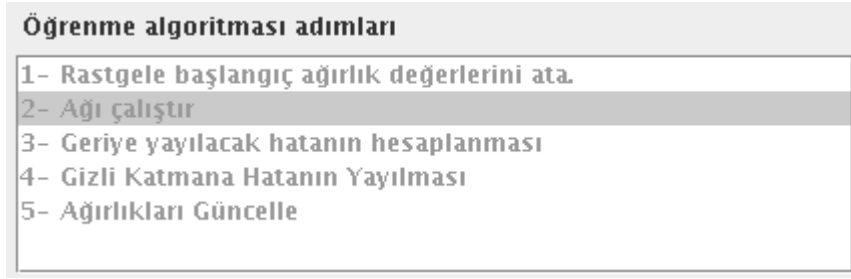 Öğrenme algoritması adımları
1- Rastgele başlangıç ağırlık değerlerini ata.
2- Ağı çalıştır
3- Geriye yayılacak hatanın hesaplanması
4- Gizli Katmana Hatanın Yayılması
5- Ağırlıkları Güncelle